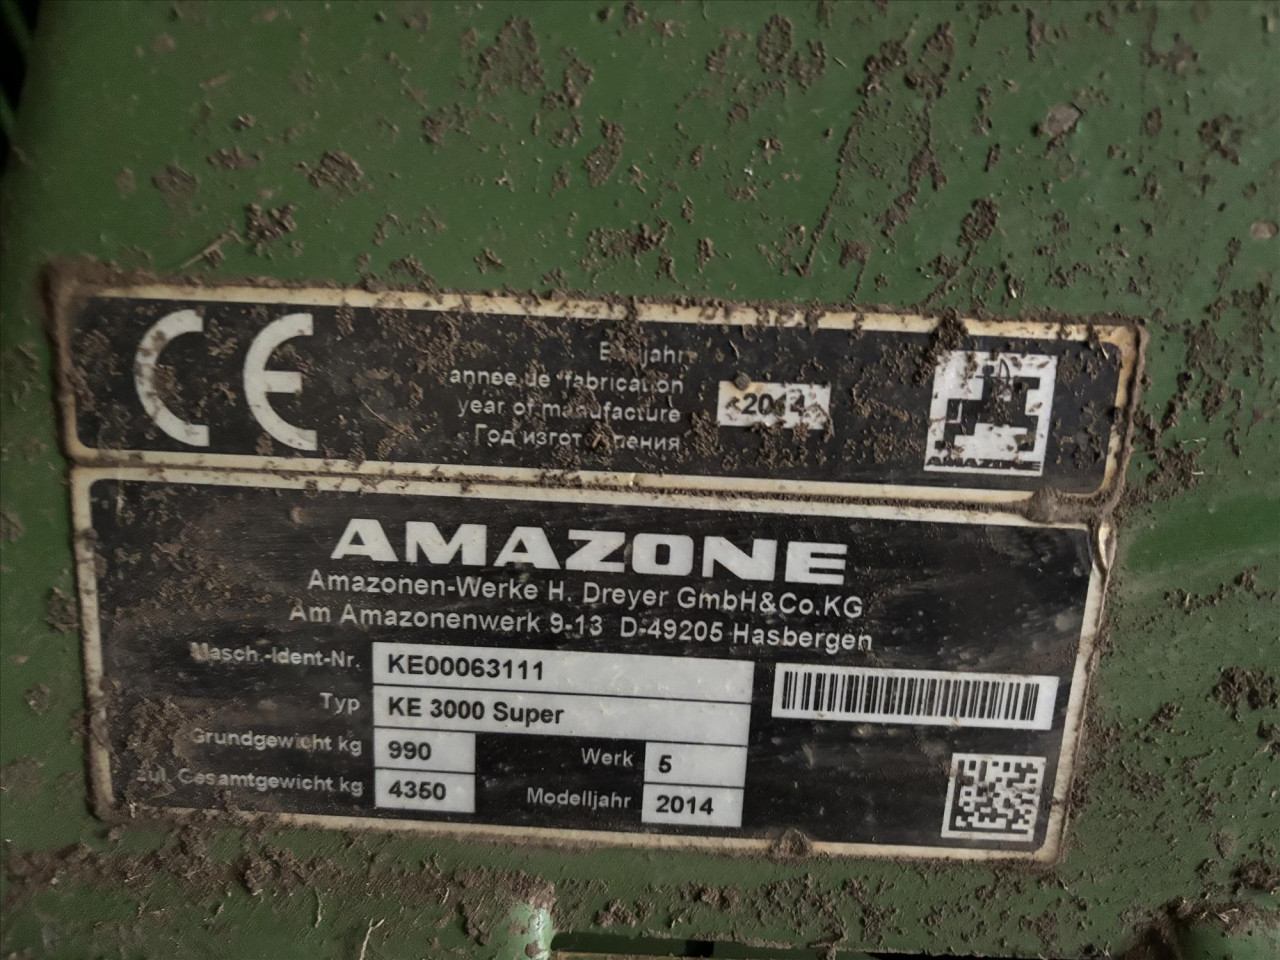 CE
année de fabrication
year of manufacture
2014
Год изготовления
AMAZONE
AMAZONE
Amazonen-Werke H. Dreyer GmbH&Co.KG
Am Amazonenwerk 9-13 D-49205 Hasbergen
Masch.-Ident-Nr. KE00063111
Typ KE 3000 Super
Grundgewicht kg 990 Werk 5
zul. Gesamtgewicht kg 4350 Modelljahr 2014